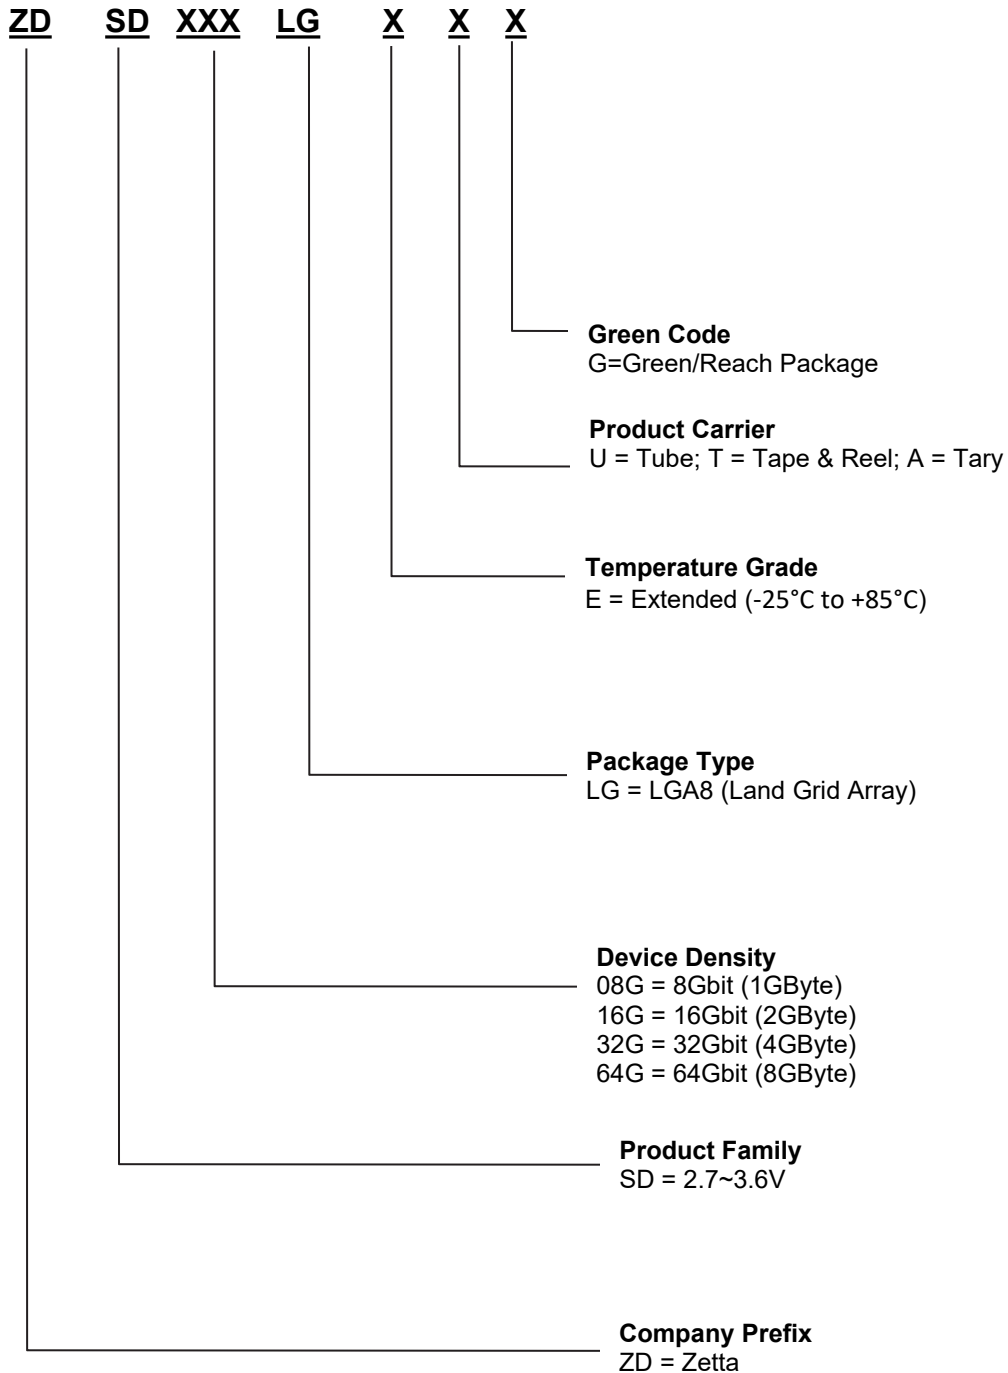 ZD SD XXX LG X X X
Green Code
G=Green/Reach Package
Product Carrier
U = Tube; T = Tape & Reel; A = Tary
Temperature Grade
E = Extended (-25°C to +85°C)
Package Type
LG = LGA8 (Land Grid Array)
Device Density
08G = 8Gbit (1GByte)
16G = 16Gbit (2GByte)
32G = 32Gbit (4GByte)
64G = 64Gbit (8GByte)
Product Family
SD = 2.7~3.6V
Company Prefix
ZD = Zetta